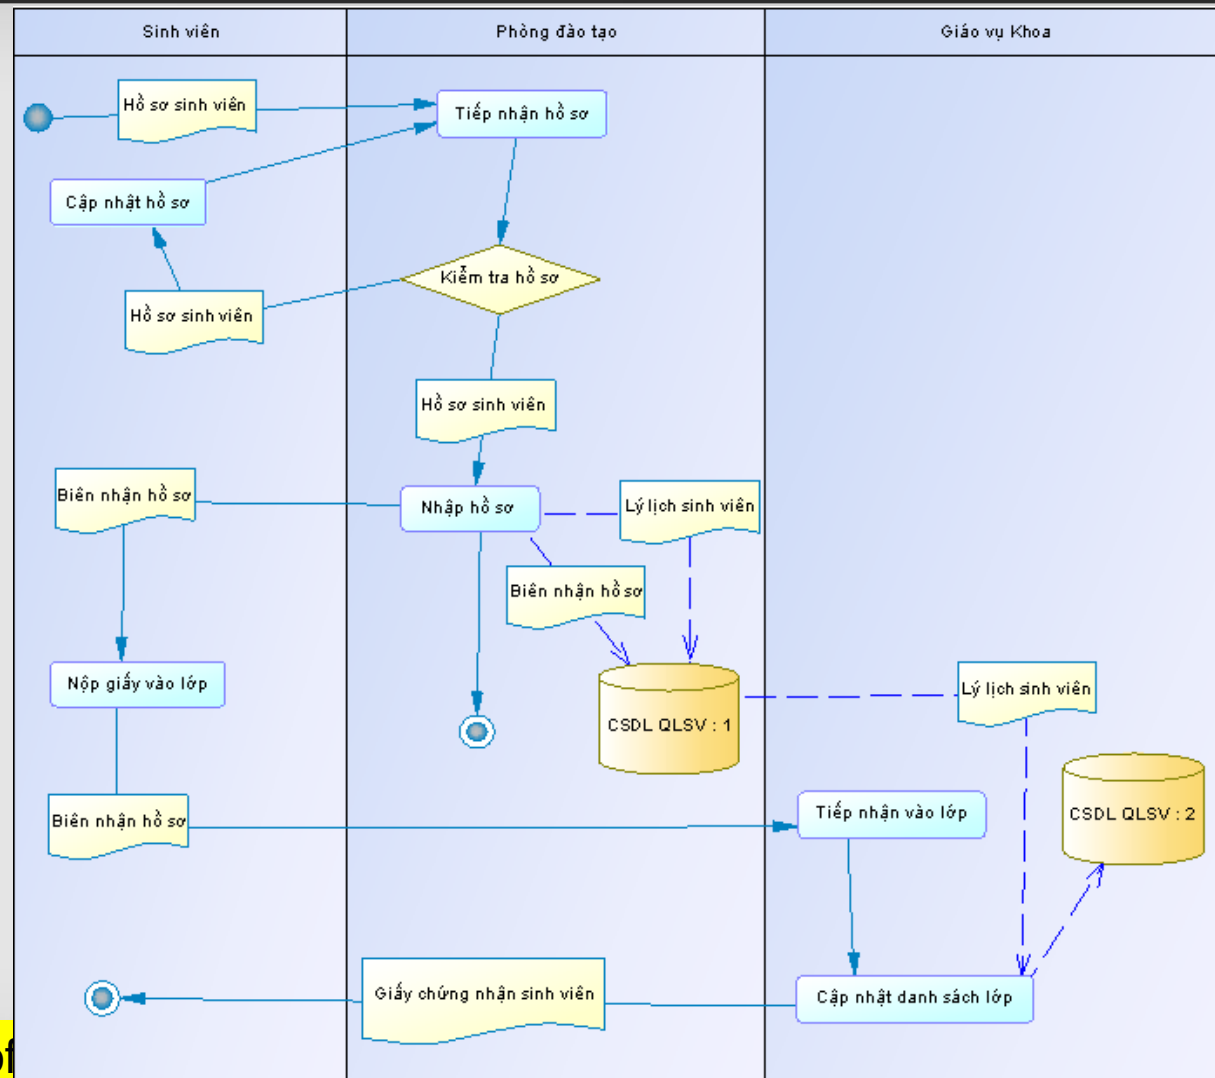 Sinh viên
Phòng đào tạo
Giáo vụ Khoa
Hồ sơ sinh viên
Tiếp nhận hồ sơ
Cập nhật hồ sơ
Kiểm tra hồ sơ
Hồ sơ sinh viên
Hồ sơ sinh viên
Biên nhận hồ sơ
Nhập hồ sơ
Lý lịch sinh viên
Biên nhận hồ sơ
Nộp giấy vào lớp
CSDL QLSV : 1
Lý lịch sinh viên
Biên nhận hồ sơ
Tiếp nhận vào lớp
CSDL QLSV : 2
Giấy chứng nhận sinh viên
Cập nhật danh sách lớp